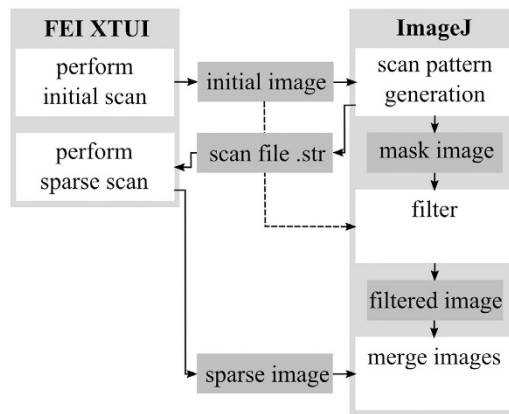 FEI XTUI
ImageJ
perform
initial scan
initial image
scan pattern
generation
perform
sparse scan
scan file .str
mask image
filter
filtered image
sparse image
merge images